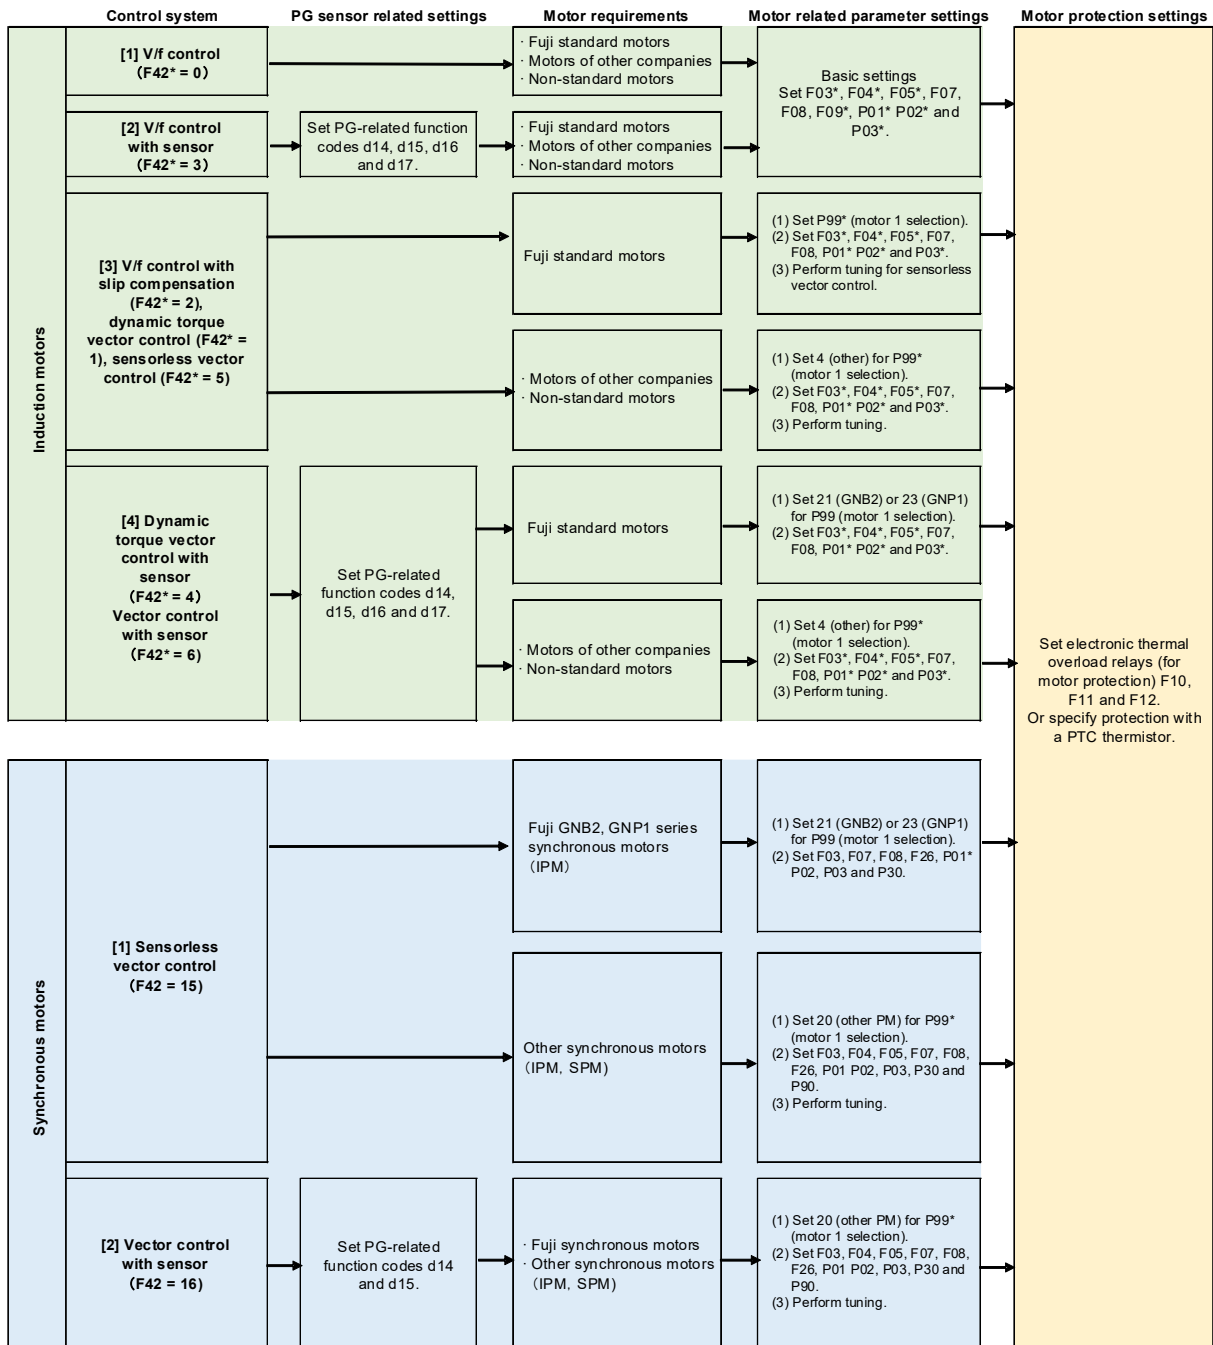 Control system
PG sensor related settings
Motor requirements
Motor related parameter settings
Motor protection settings
Induction motors
[1] V/f control
(F42* = 0)
· Fuji standard motors
· Motors of other companies
· Non-standard motors
Basic settings
Set F03*, F04*, F05*, F07,
F08, F09*, P01* P02* and
P03*.
[2] V/f control
with sensor
(F42* = 3)
Set PG-related function
codes d14, d15, d16
and d17.
· Fuji standard motors
· Motors of other companies
· Non-standard motors
[3] V/f control with
slip compensation
(F42* = 2),
dynamic torque
vector control (F42* =
1), sensorless vector
control (F42* = 5)
Fuji standard motors
(1) Set P99* (motor 1 selection).
(2) Set F03*, F04*, F05*, F07,
F08, P01* P02* and P03*.
(3) Perform tuning for sensorless
vector control.
· Motors of other companies
· Non-standard motors
(1) Set 4 (other) for P99*
(motor 1 selection).
(2) Set F03*, F04*, F05*, F07,
F08, P01* P02* and P03*.
(3) Perform tuning.
[4] Dynamic
torque vector
control with
sensor
(F42* = 4)
Vector control
with sensor
(F42* = 6)
Set PG-related
function codes d14,
d15, d16 and d17.
Fuji standard motors
(1) Set 21 (GNB2) or 23 (GNP1)
for P99 (motor 1 selection).
(2) Set F03*, F04*, F05*, F07,
F08, P01* P02* and P03*.
· Motors of other companies
· Non-standard motors
(1) Set 4 (other) for P99*
(motor 1 selection).
(2) Set F03*, F04*, F05*, F07,
F08, P01* P02* and P03*.
(3) Perform tuning.
Set electronic thermal
overload relays (for
motor protection) F10,
F11 and F12.
Or specify protection with
a PTC thermistor.
Synchronous motors
[1] Sensorless
vector control
(F42 = 15)
Fuji GNB2, GNP1 series
synchronous motors
(IPM)
(1) Set 21 (GNB2) or 23 (GNP1)
for P99 (motor 1 selection).
(2) Set F03, F07, F08, F26, P01*
P02, P03 and P30.
Other synchronous motors
(IPM, SPM)
(1) Set 20 (other PM) for P99*
(motor 1 selection).
(2) Set F03, F04, F05, F07, F08,
F26, P01 P02, P03, P30 and
P90.
(3) Perform tuning.
[2] Vector control
with sensor
(F42 = 16)
Set PG-related
function codes d14
and d15.
· Fuji synchronous motors
· Other synchronous motors
(IPM, SPM)
(1) Set 20 (other PM) for P99*
(motor 1 selection).
(2) Set F03, F04, F05, F07, F08,
F26, P01 P02, P03, P30 and
P90.
(3) Perform tuning.